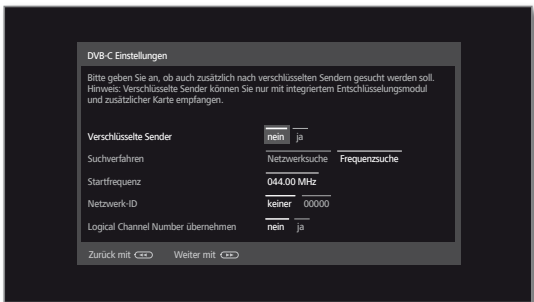 DVB-C Einstellungen
Bitte geben Sie an, ob auch zusätzlich nach verschlüsselten Sendern gesucht werden soll.
Hinweis: Verschlüsselte Sender können Sie nur mit integriertem Entschlüsselungsmodul
und zusätzlicher Karte empfangen.
Verschlüsselte Sender nein ja
Suchverfahren Netzwerksuche Frequenzsuche
Startfrequenz 044.00 MHz
Netzwerk-ID keiner 00000
Logical Channel Number übernehmen nein ja
Zurück mit Weiter mit